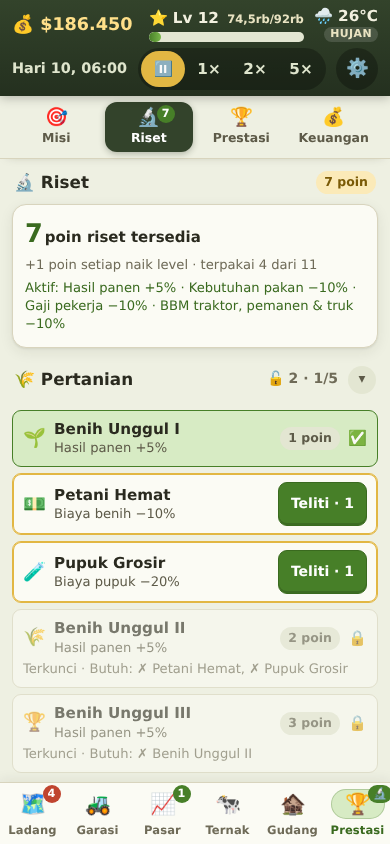 $186.450
Lv 12
74,5rb/92rb
26°C
HUJAN
Hari 10, 06:00
1×
2×
5×
Misi
7
Riset
Prestasi
Keuangan
Riset
7 poin
7 poin riset tersedia
+1 poin setiap naik level · terpakai 4 dari 11
Aktif: Hasil panen +5% · Kebutuhan pakan −10% ·
Gaji pekerja −10% · BBM traktor, pemanen & truk
−10%
Pertanian
2 · 1/5
Benih Unggul I
Hasil panen +5%
1 poin
Petani Hemat
Biaya benih −10%
Teliti · 1
Pupuk Grosir
Biaya pupuk −20%
Teliti · 1
Benih Unggul II
Hasil panen +5%
2 poin
Terkunci · Butuh: ✗ Petani Hemat, ✗ Pupuk Grosir
Benih Unggul III
Hasil panen +5%
3 poin
Terkunci · Butuh: ✗ Benih Unggul II
4
Ladang
Garasi
1
Pasar
Ternak
Gudang
Prestasi